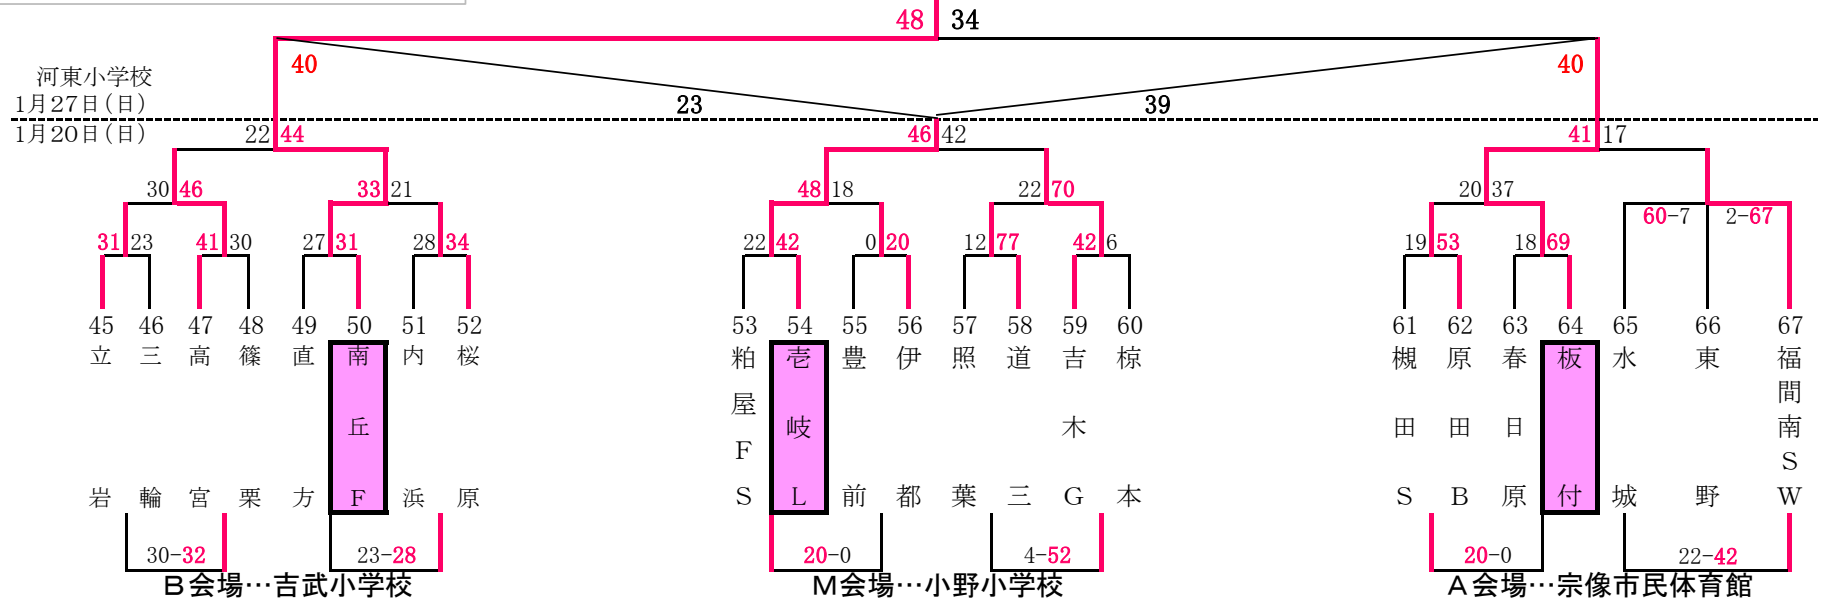 48 34
40 40
河東小学校
1月27日(日) 23 39
1月20日(日) 22 44 46 42 41 17
30 46 33 21 48 18 22 70 20 37
60-7 2-67
31 23 41 30 27 31 28 34 22 42 0 20 12 77 42 6 19 53 18 69
45 46 47 48 49 50 51 52 53 54 55 56 57 58 59 60 61 62 63 64 65 66 67
立岩
三輪
高宮
篠栗
直方
南丘F
内浜
桜原
粕屋FS
壱岐L
豊前
伊都
照葉
道三
吉木G
椋本
槻田S
原田B
春日原
板付
水城
東野
福間南SW
30-32 23-28 20-0 4-52 20-0 22-42
B会場…吉武小学校 M会場…小野小学校 A会場…宗像市民体育館